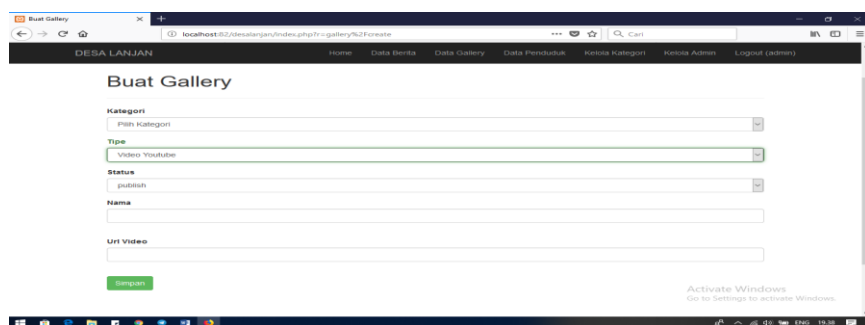 Buat Gallery
localhost:82/desalanjan/index.php?r=gallery%2Fcreate
Cari
DESA LANJAN
Home Data Berita Data Gallery Data Penduduk Kelola Kategori Kelola Admin Logout (admin)
Buat Gallery
Kategori
Pilih Kategori
Tipe
Video Youtube
Status
publish
Nama
Url Video
Simpan
Activate Windows
Go to Settings to activate Windows.
ENG 19.38